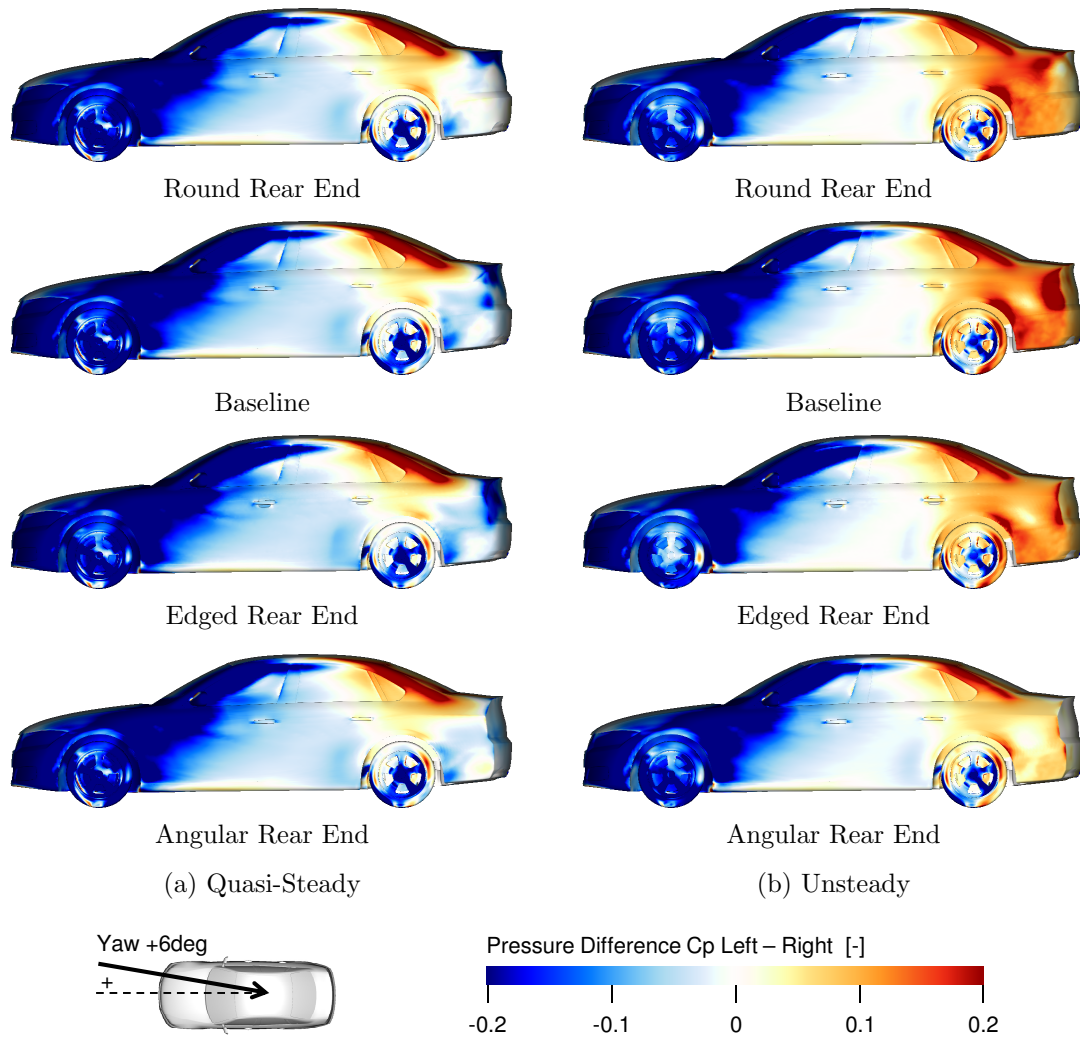 Round Rear End Round Rear End
Baseline Baseline
Edged Rear End Edged Rear End
Angular Rear End Angular Rear End
(a) Quasi-Steady (b) Unsteady
Yaw +6deg
+
Pressure Difference Cp Left – Right [-]
-0.2 -0.1 0 0.1 0.2